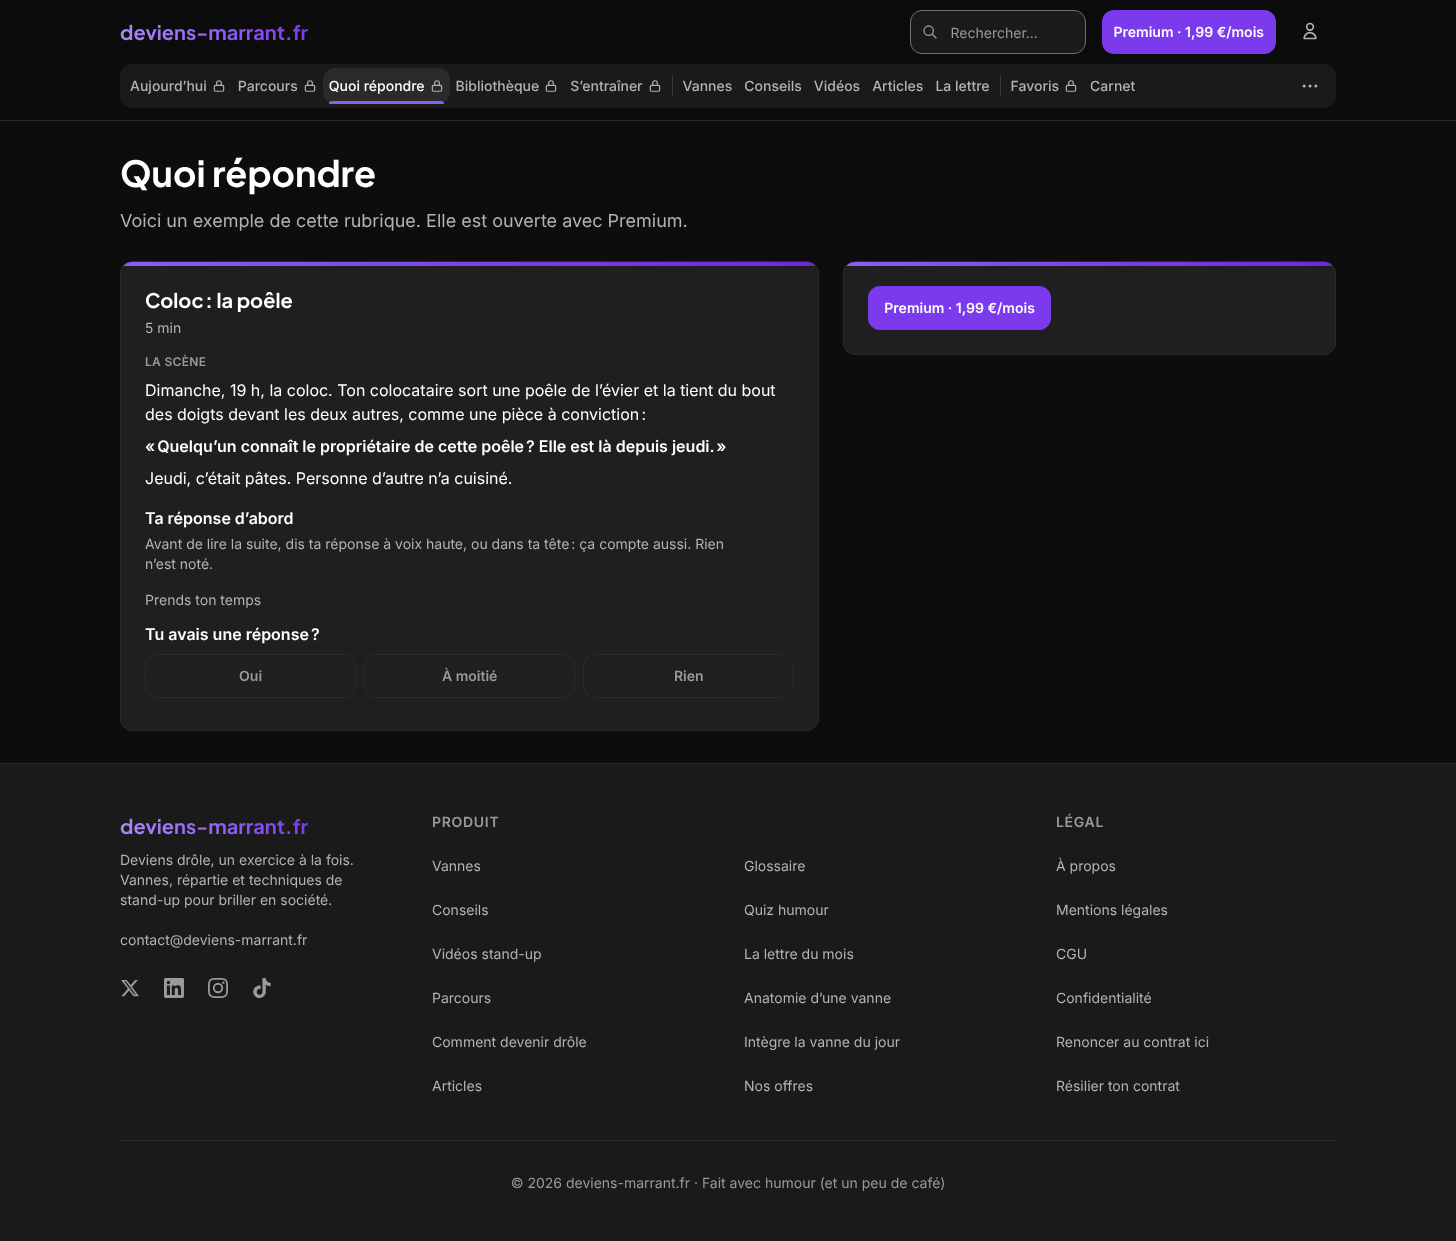 deviens-marrant.fr
Rechercher...
Premium · 1,99 €/mois
Aujourd’hui
Parcours
Quoi répondre
Bibliothèque
S’entraîner
Vannes
Conseils
Vidéos
Articles
La lettre
Favoris
Carnet
Quoi répondre
Voici un exemple de cette rubrique. Elle est ouverte avec Premium.
Coloc : la poêle
5 min
LA SCÈNE
Dimanche, 19 h, la coloc. Ton colocataire sort une poêle de l’évier et la tient du bout
des doigts devant les deux autres, comme une pièce à conviction :
« Quelqu’un connaît le propriétaire de cette poêle ? Elle est là depuis jeudi. »
Jeudi, c’était pâtes. Personne d’autre n’a cuisiné.
Ta réponse d’abord
Avant de lire la suite, dis ta réponse à voix haute, ou dans ta tête : ça compte aussi. Rien
n’est noté.
Prends ton temps
Tu avais une réponse ?
Oui
À moitié
Rien
Premium · 1,99 €/mois
deviens-marrant.fr
Deviens drôle, un exercice à la fois.
Vannes, répartie et techniques de
stand-up pour briller en société.
contact@deviens-marrant.fr
PRODUIT
Vannes
Conseils
Vidéos stand-up
Parcours
Comment devenir drôle
Articles
Glossaire
Quiz humour
La lettre du mois
Anatomie d’une vanne
Intègre la vanne du jour
Nos offres
LÉGAL
À propos
Mentions légales
CGU
Confidentialité
Renoncer au contrat ici
Résilier ton contrat
© 2026 deviens-marrant.fr · Fait avec humour (et un peu de café)